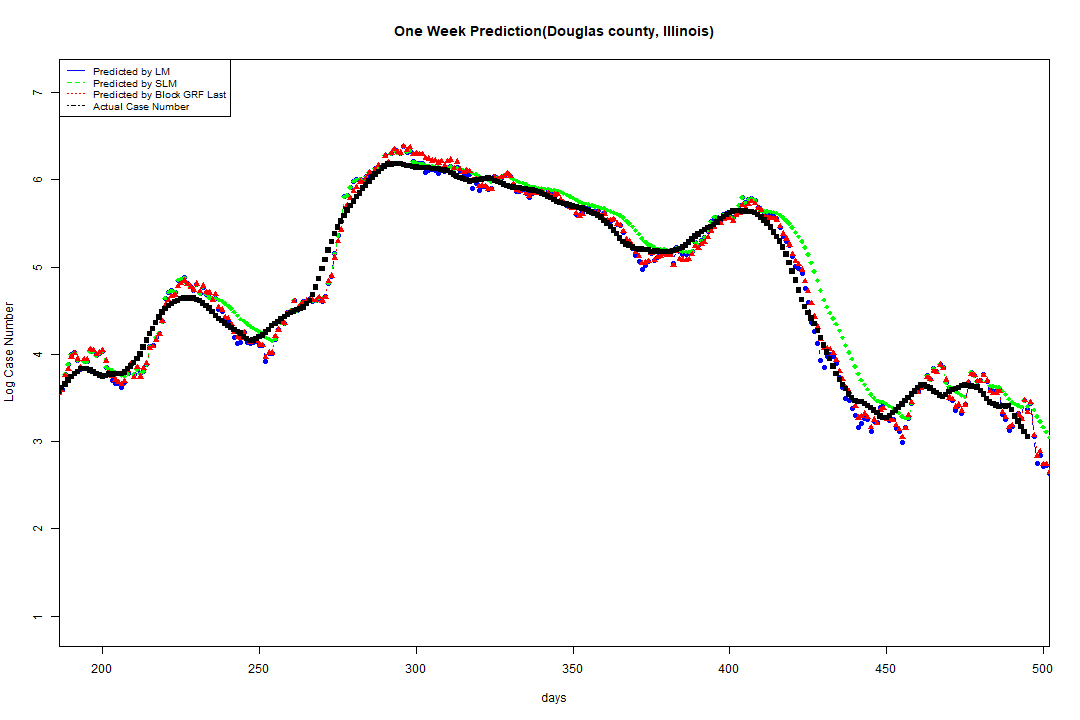 One Week Prediction(Douglas county, Illinois)
Predicted by LM
Predicted by SLM
Predicted by Block GRF Last
Actual Case Number
7
6
5
4
3
2
1
Log Case Number
200 250 300 350 400 450 500
days